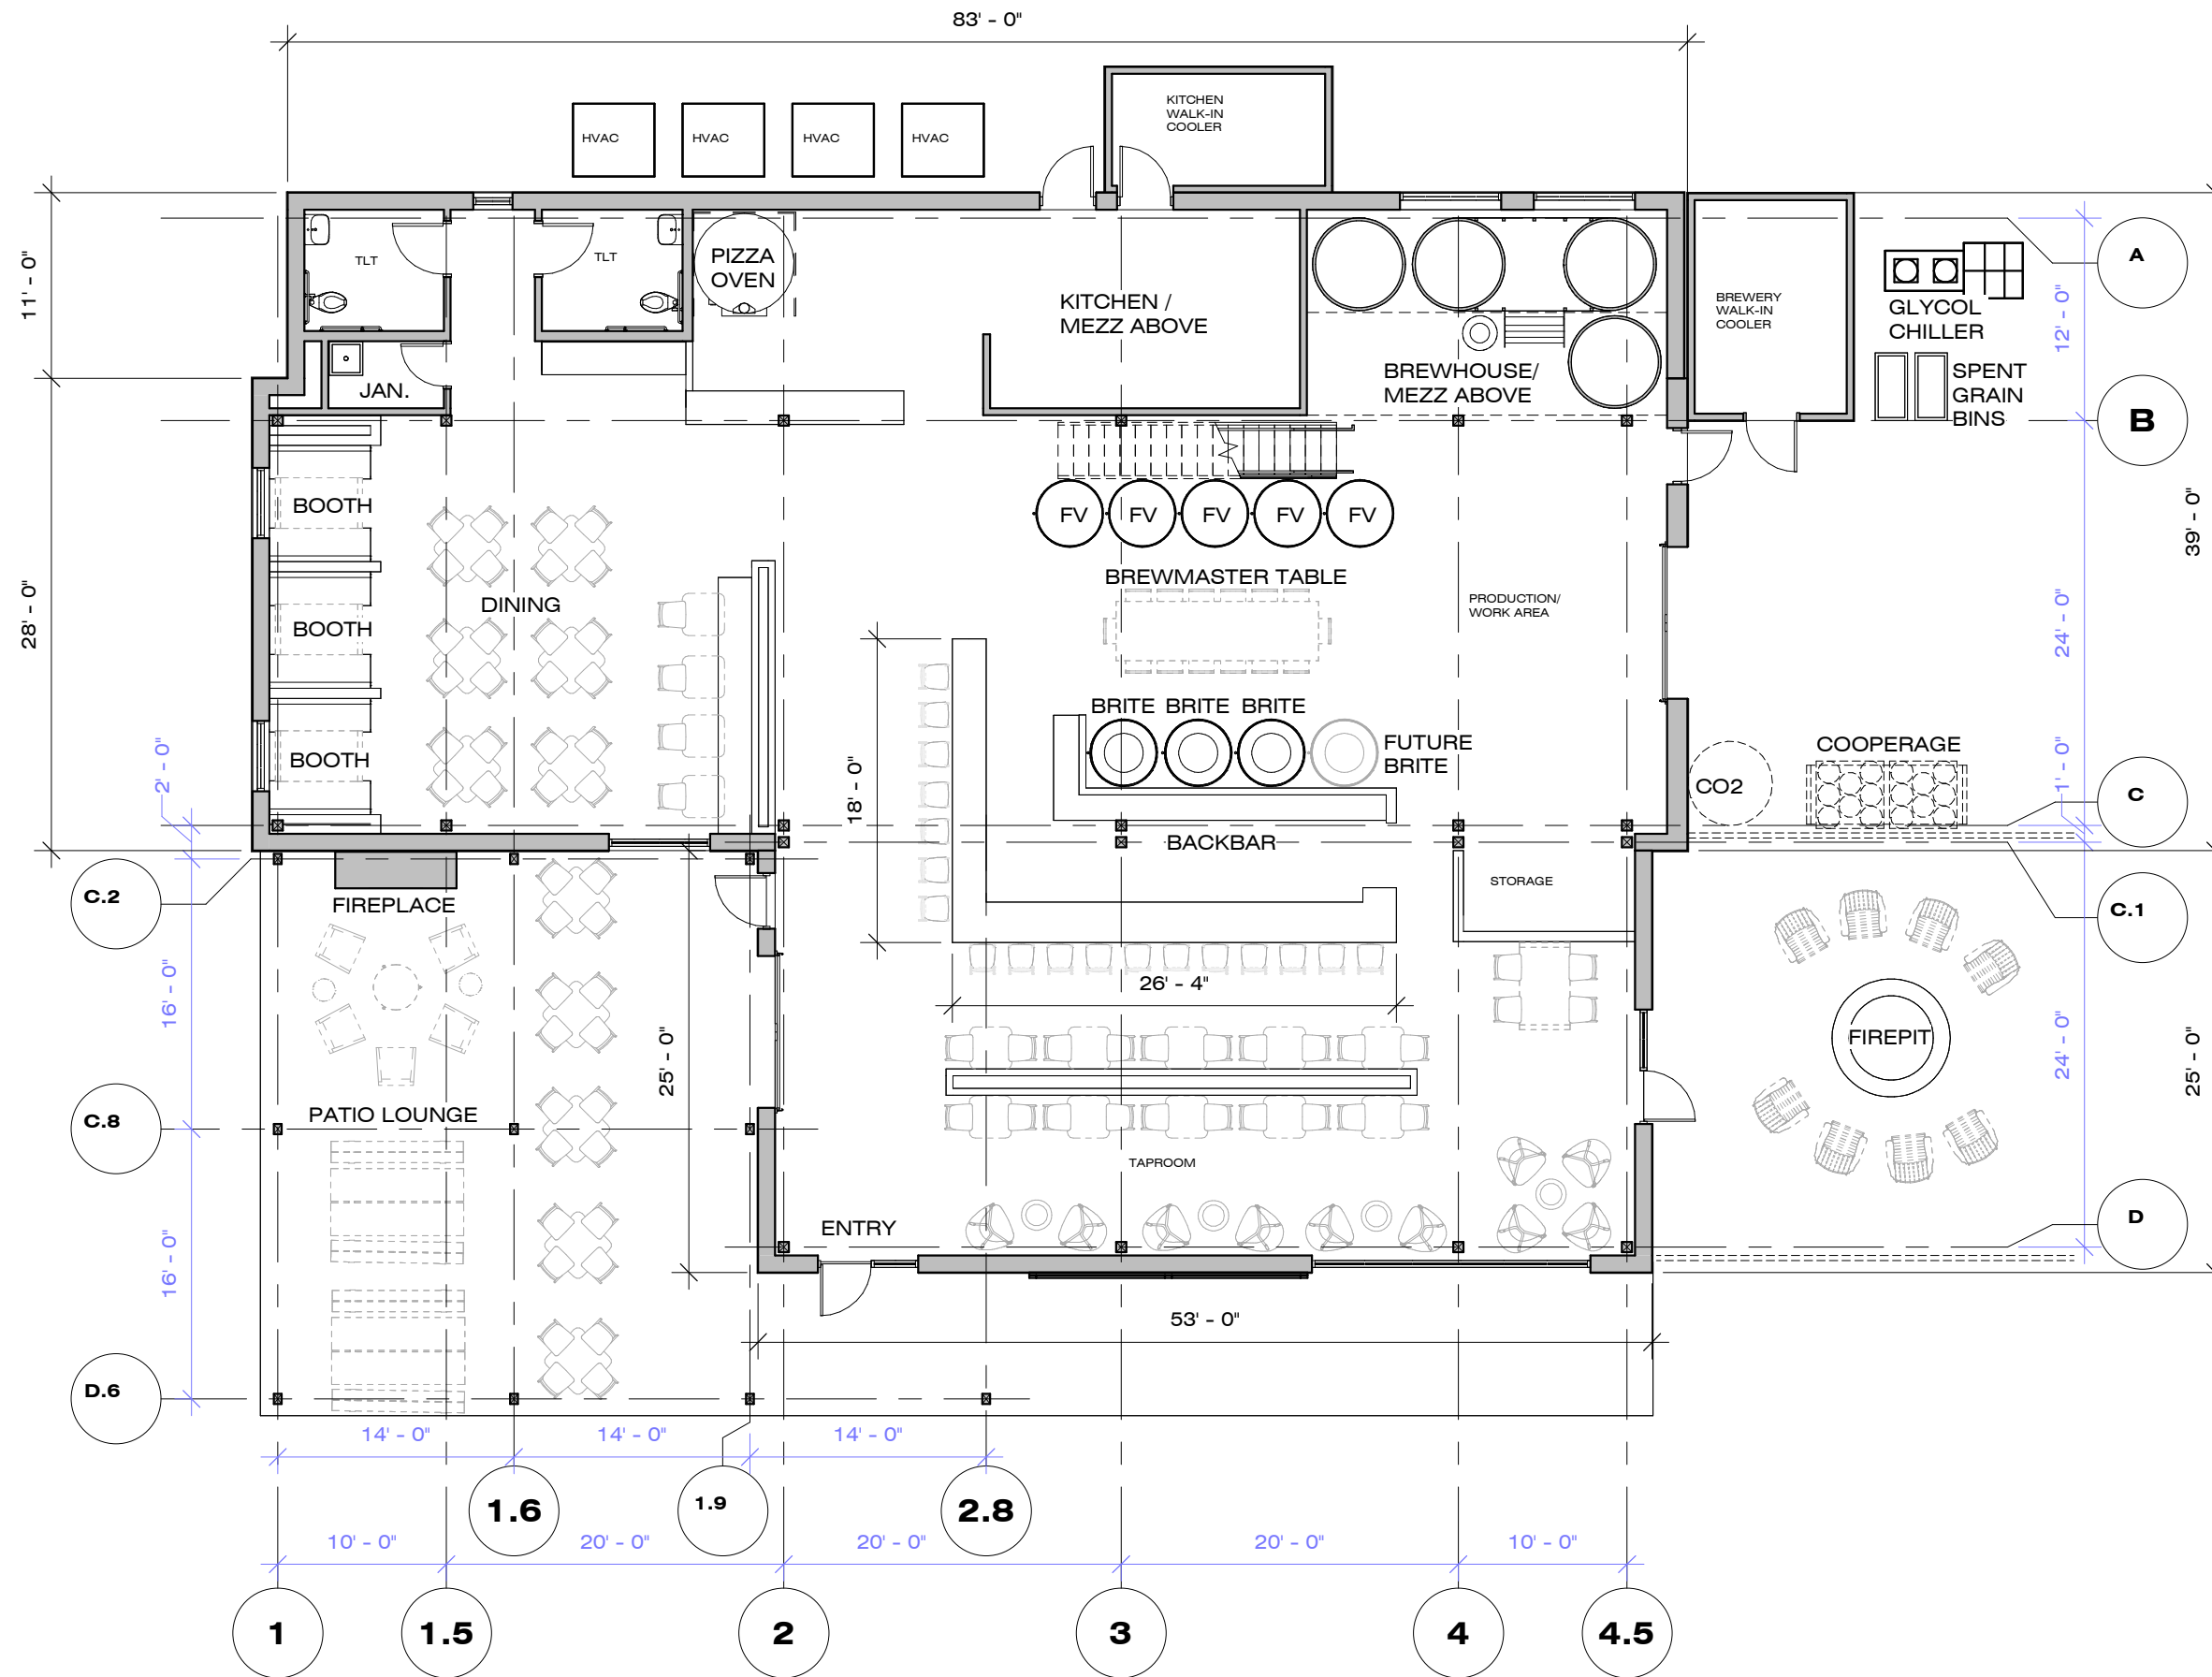 83' - 0"
KITCHEN
WALK-IN
COOLER
HVAC
HVAC
HVAC
HVAC
11' - 0"
TLT
TLT
PIZZA
OVEN
KITCHEN /
MEZZ ABOVE
BREWERY
WALK-IN
COOLER
GLYCOL
CHILLER
A
12' - 0"
JAN.
BREWHOUSE/
MEZZ ABOVE
SPENT
GRAIN
BINS
B
BOOTH
FV
FV
FV
FV
FV
39' - 0"
28' - 0"
DINING
BREWMASTER TABLE
PRODUCTION/
WORK AREA
24' - 0"
BOOTH
BRITE
BRITE
BRITE
FUTURE
BRITE
BOOTH
2' - 0"
18' - 0"
CO2
COOPERAGE
1' - 0"
C
BACKBAR
STORAGE
C.2
FIREPLACE
C.1
16' - 0"
26' - 4"
25' - 0"
FIREPIT
24' - 0"
25' - 0"
C.8
PATIO LOUNGE
TAPROOM
ENTRY
D
16' - 0"
53' - 0"
D.6
14' - 0"
14' - 0"
14' - 0"
1.6
1.9
2.8
10' - 0"
20' - 0"
20' - 0"
20' - 0"
10' - 0"
1
1.5
2
3
4
4.5